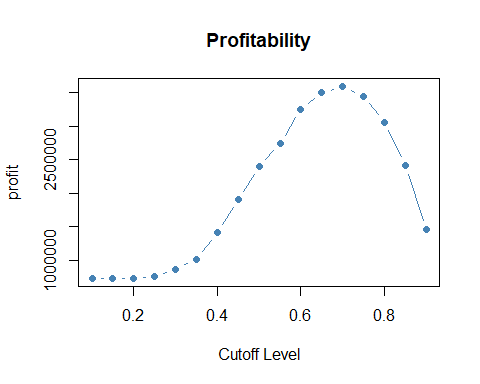 Profitability
profit
2500000
1000000
0.2 0.4 0.6 0.8
Cutoff Level